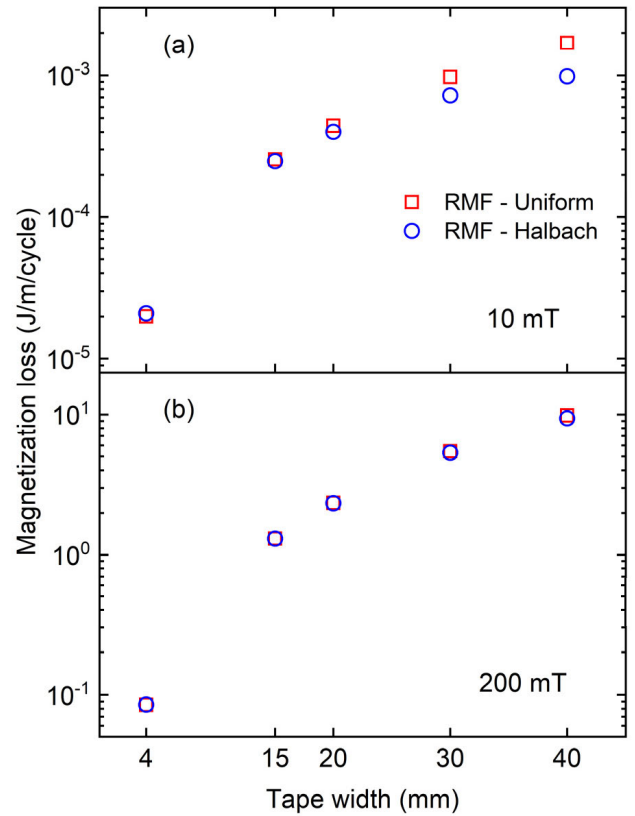 (a)
10⁻³
10⁻⁴
10⁻⁵
RMF - Uniform
RMF - Halbach
10 mT
Magnetization loss (J/m/cycle)
(b)
10¹
10⁰
10⁻¹
200 mT
4 15 20 30 40
Tape width (mm)